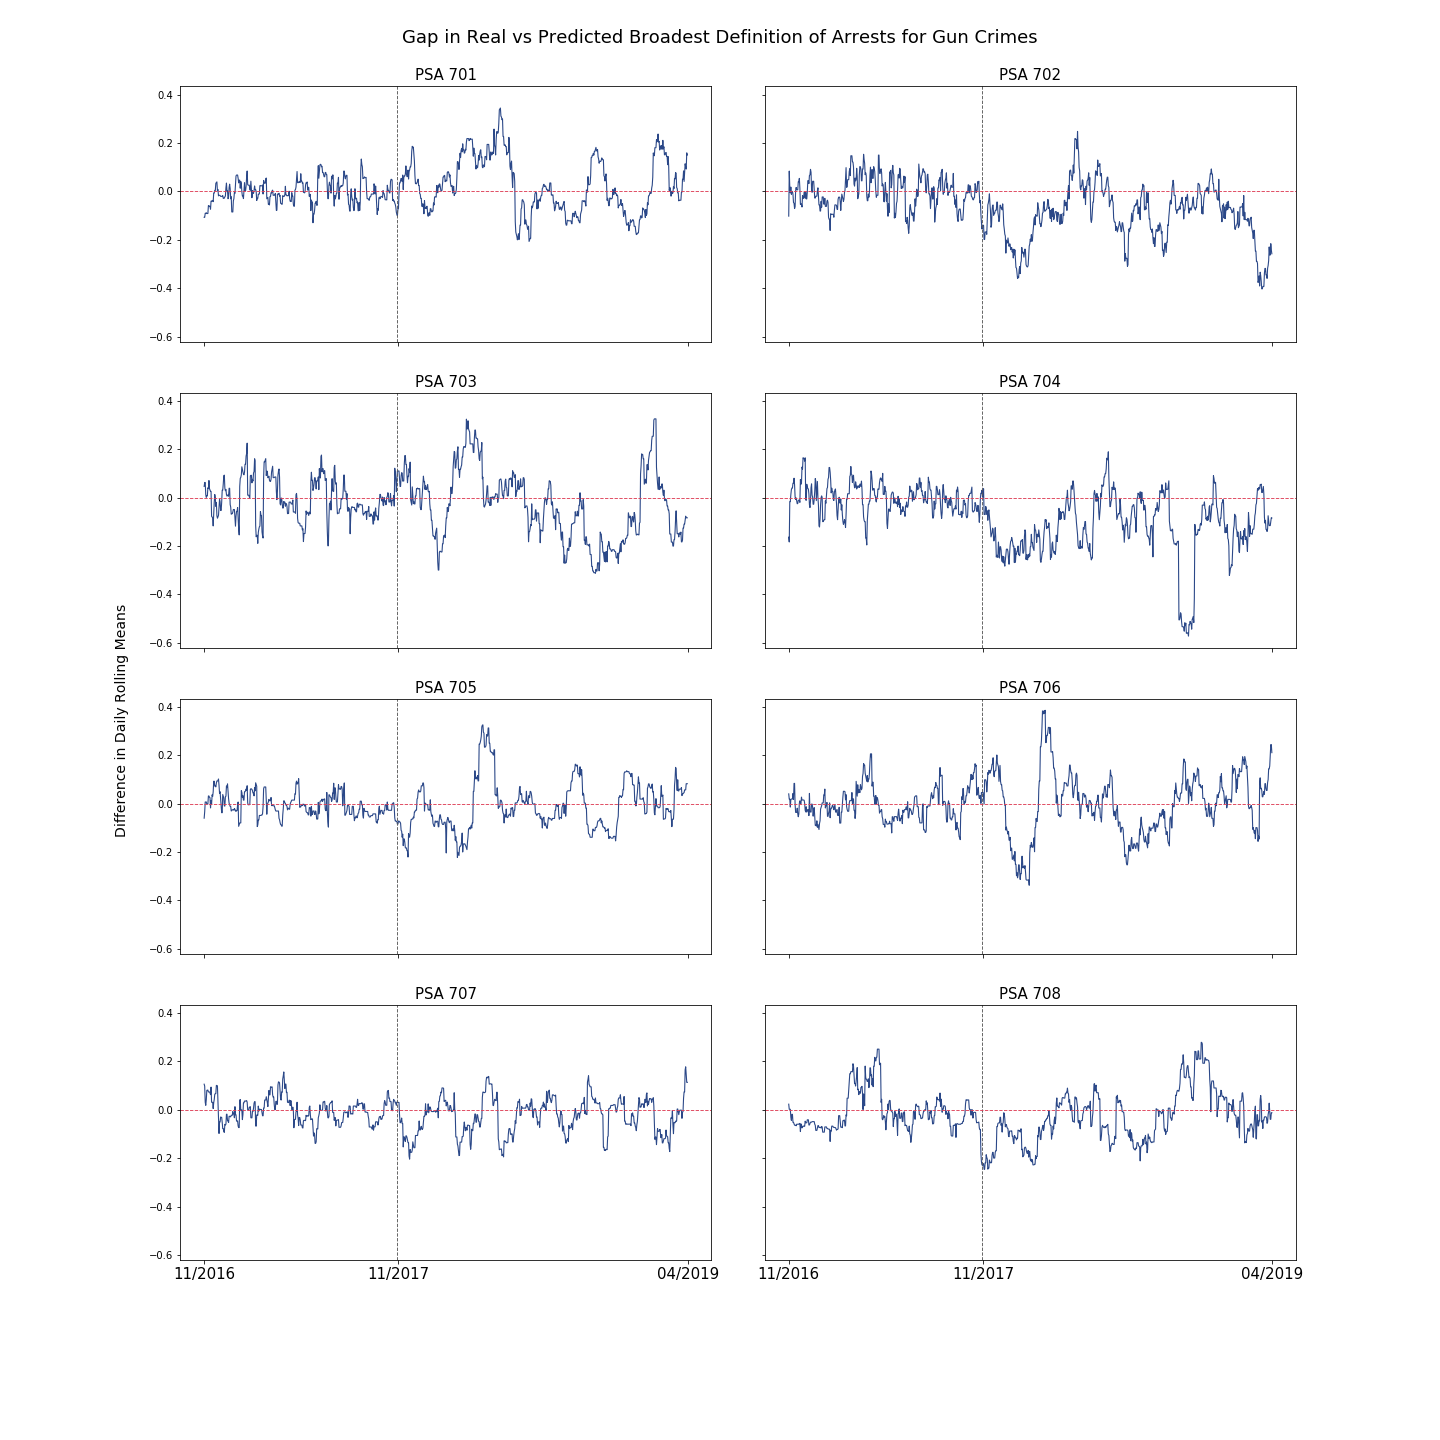 Gap in Real vs Predicted Broadest Definition of Arrests for Gun Crimes
PSA 701
PSA 702
0.4
0.2
0.0
−0.2
−0.4
−0.6
PSA 703
PSA 704
0.4
0.2
0.0
−0.2
−0.4
−0.6
Difference in Daily Rolling Means
PSA 705
PSA 706
0.4
0.2
0.0
−0.2
−0.4
−0.6
PSA 707
PSA 708
0.4
0.2
0.0
−0.2
−0.4
−0.6
11/2016 11/2017 04/2019
11/2016 11/2017 04/2019